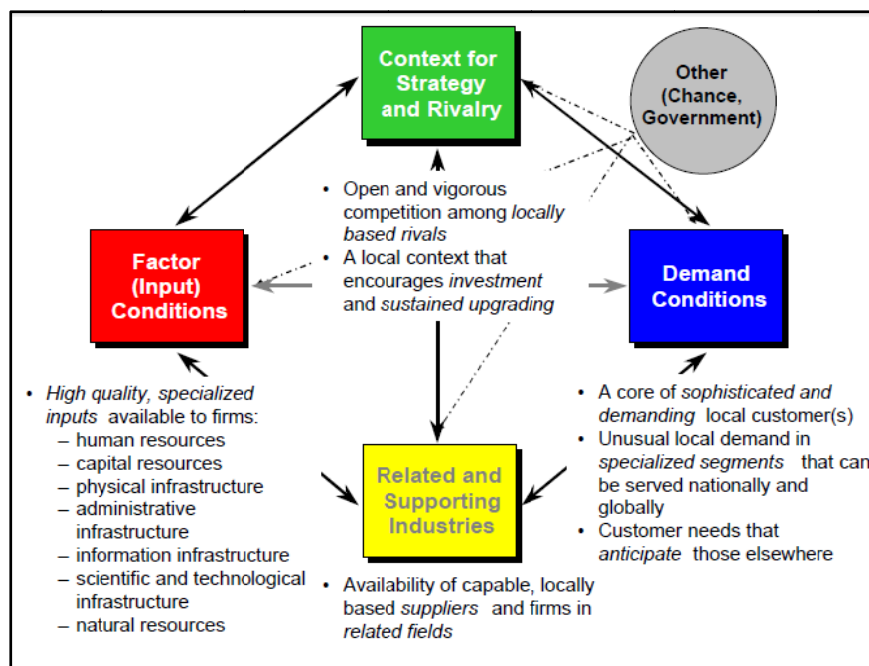 Context for
Strategy
and Rivalry
Other
(Chance,
Government)
• Open and vigorous
competition among locally
based rivals
• A local context that
encourages investment
and sustained upgrading
Factor
(Input)
Conditions
Demand
Conditions
• High quality, specialized
inputs available to firms:
– human resources
– capital resources
– physical infrastructure
– administrative
infrastructure
– information infrastructure
– scientific and technological
infrastructure
– natural resources
• A core of sophisticated and
demanding local customer(s)
• Unusual local demand in
specialized segments that can
be served nationally and
globally
• Customer needs that
anticipate those elsewhere
Related and
Supporting
Industries
• Availability of capable, locally
based suppliers and firms in
related fields